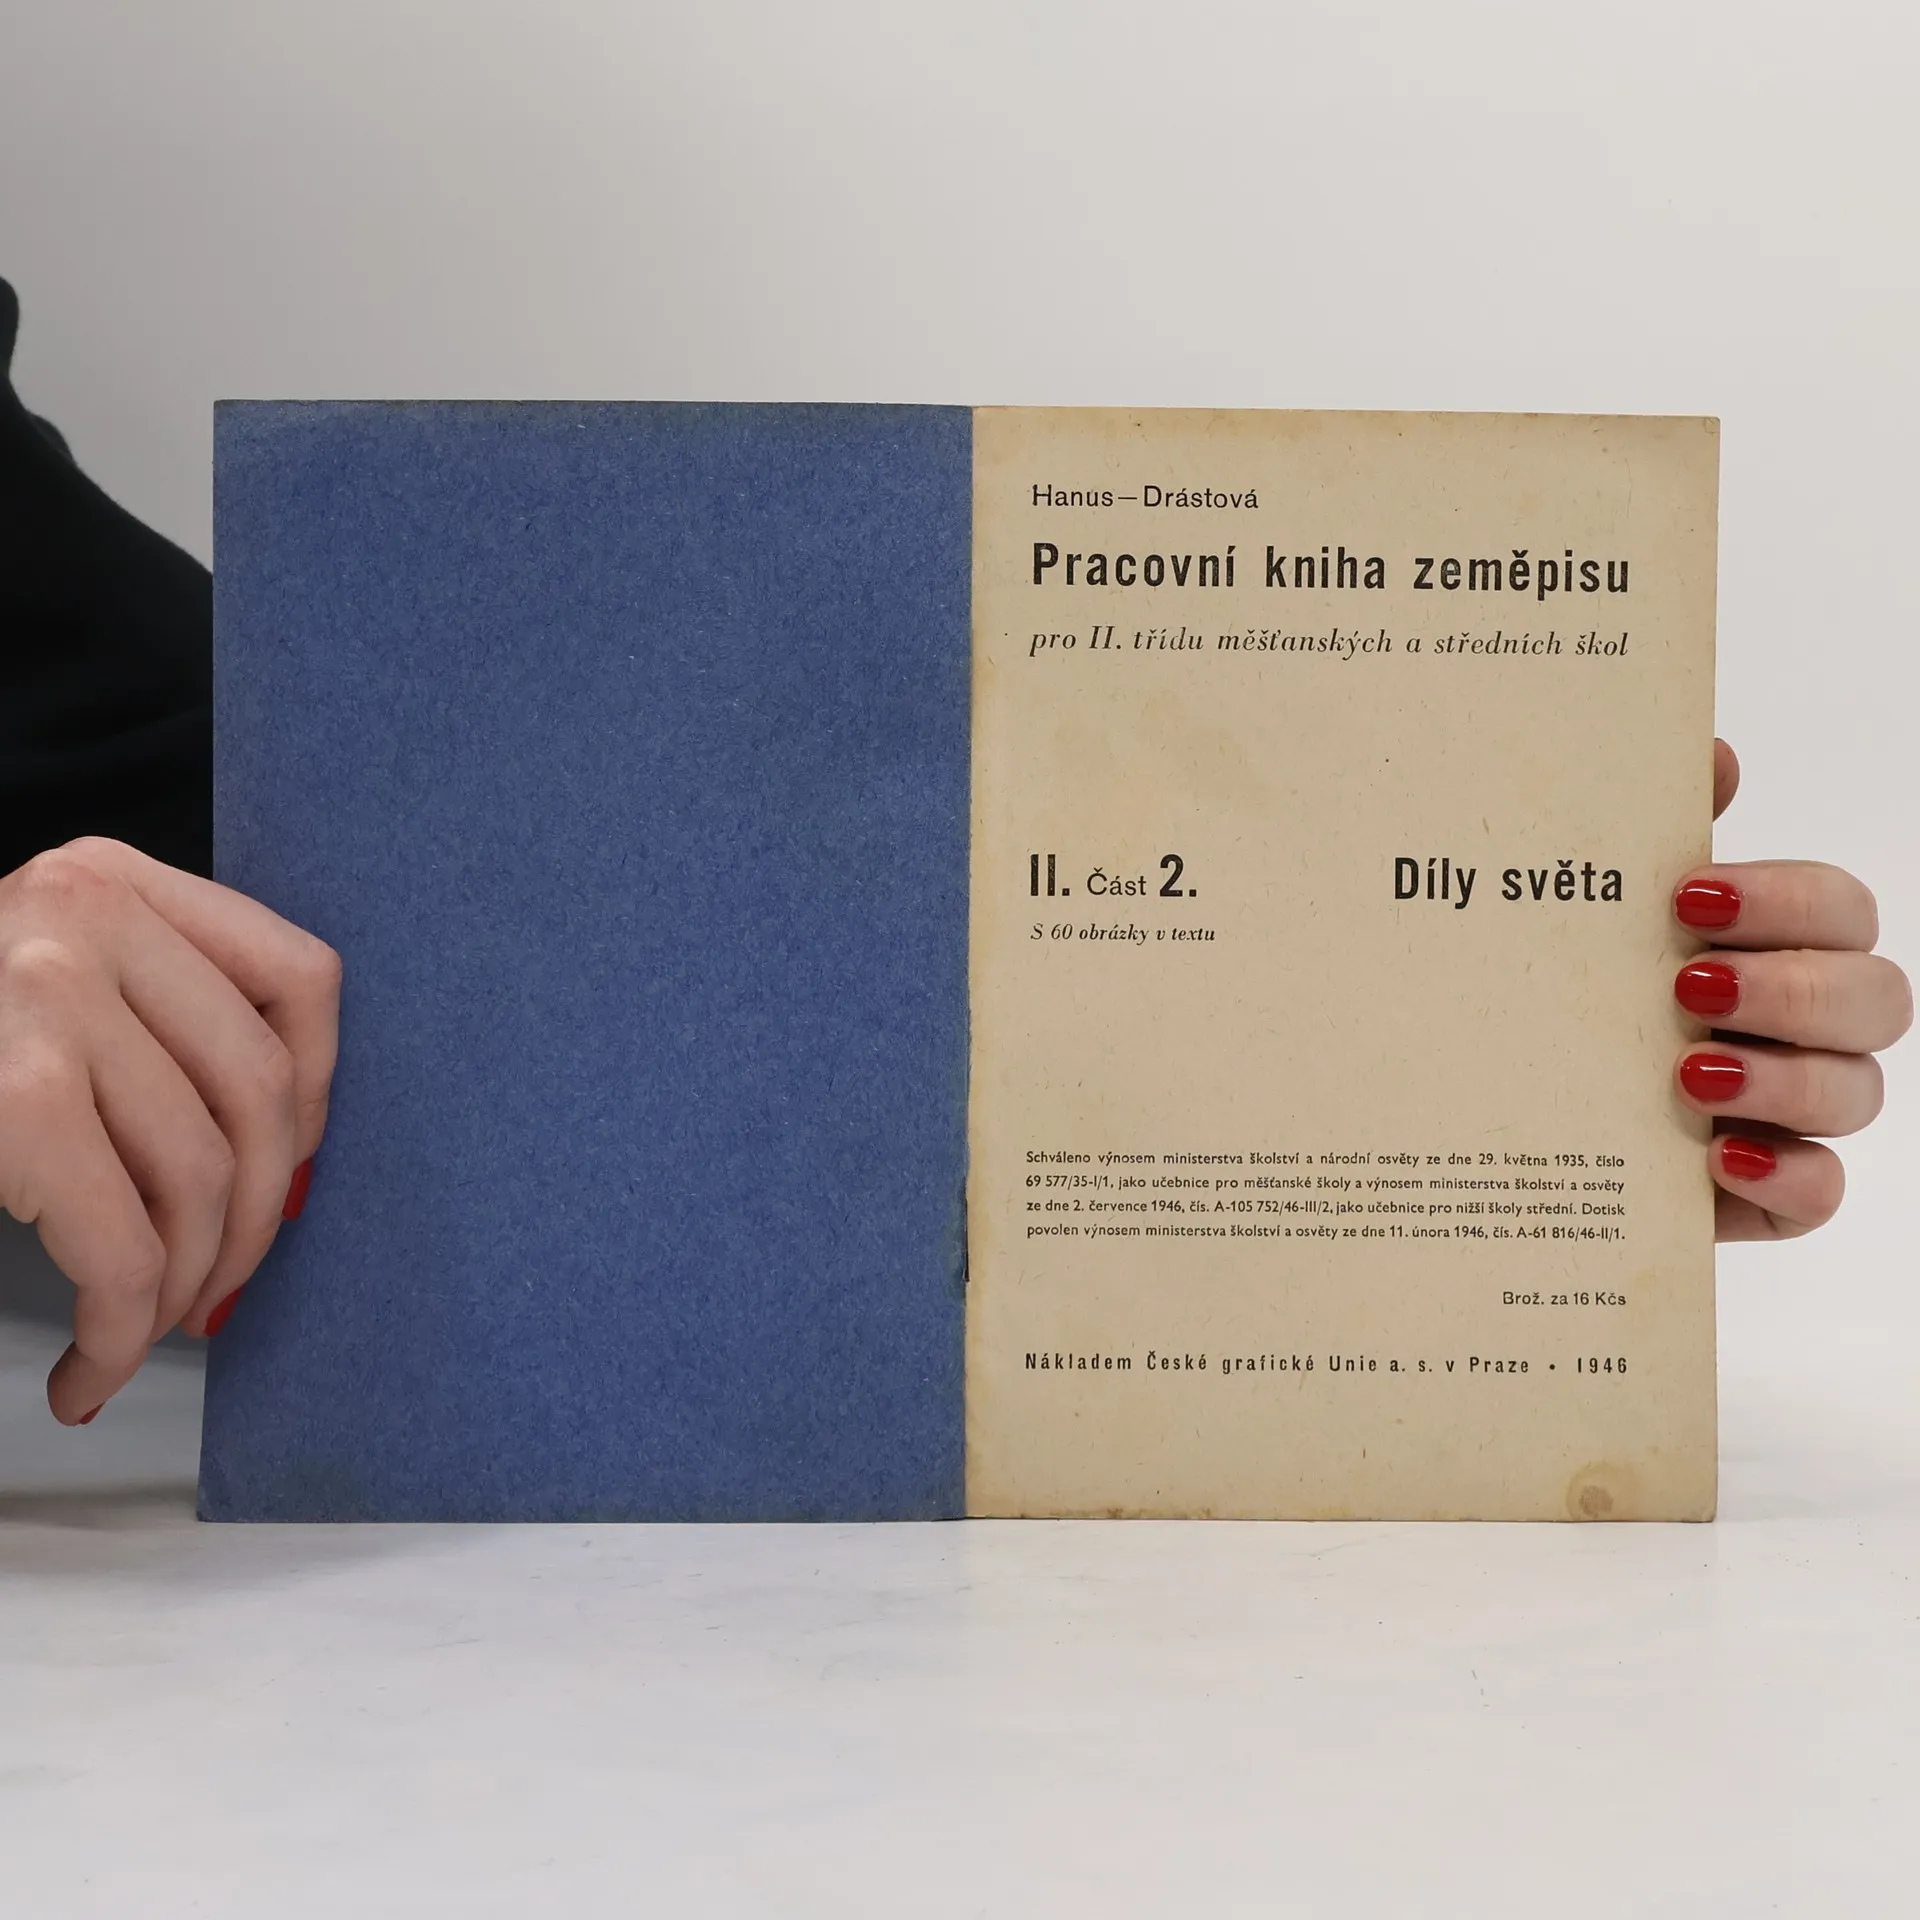 Hanus—Drástová
Pracovní kniha zeměpisu
pro II. třídu měšťanských a středních škol
II. Část 2. Díly světa
S 60 obrázky v textu
Schváleno výnosem ministerstva školství a národní osvěty ze dne 29. května 1935, číslo
69 577/35-I/1, jako učebnice pro měšťanské školy a výnosem ministerstva školství a osvěty
ze dne 2. července 1946, čís. A-105 752/46-III/2, jako učebnice pro nižší školy střední. Dotisk
povolen výnosem ministerstva školství a osvěty ze dne 11. února 1946, čís. A-61 816/46-II/1.
Brož. za 16 Kčs
Nákladem České grafické Unie a. s. v Praze • 1946